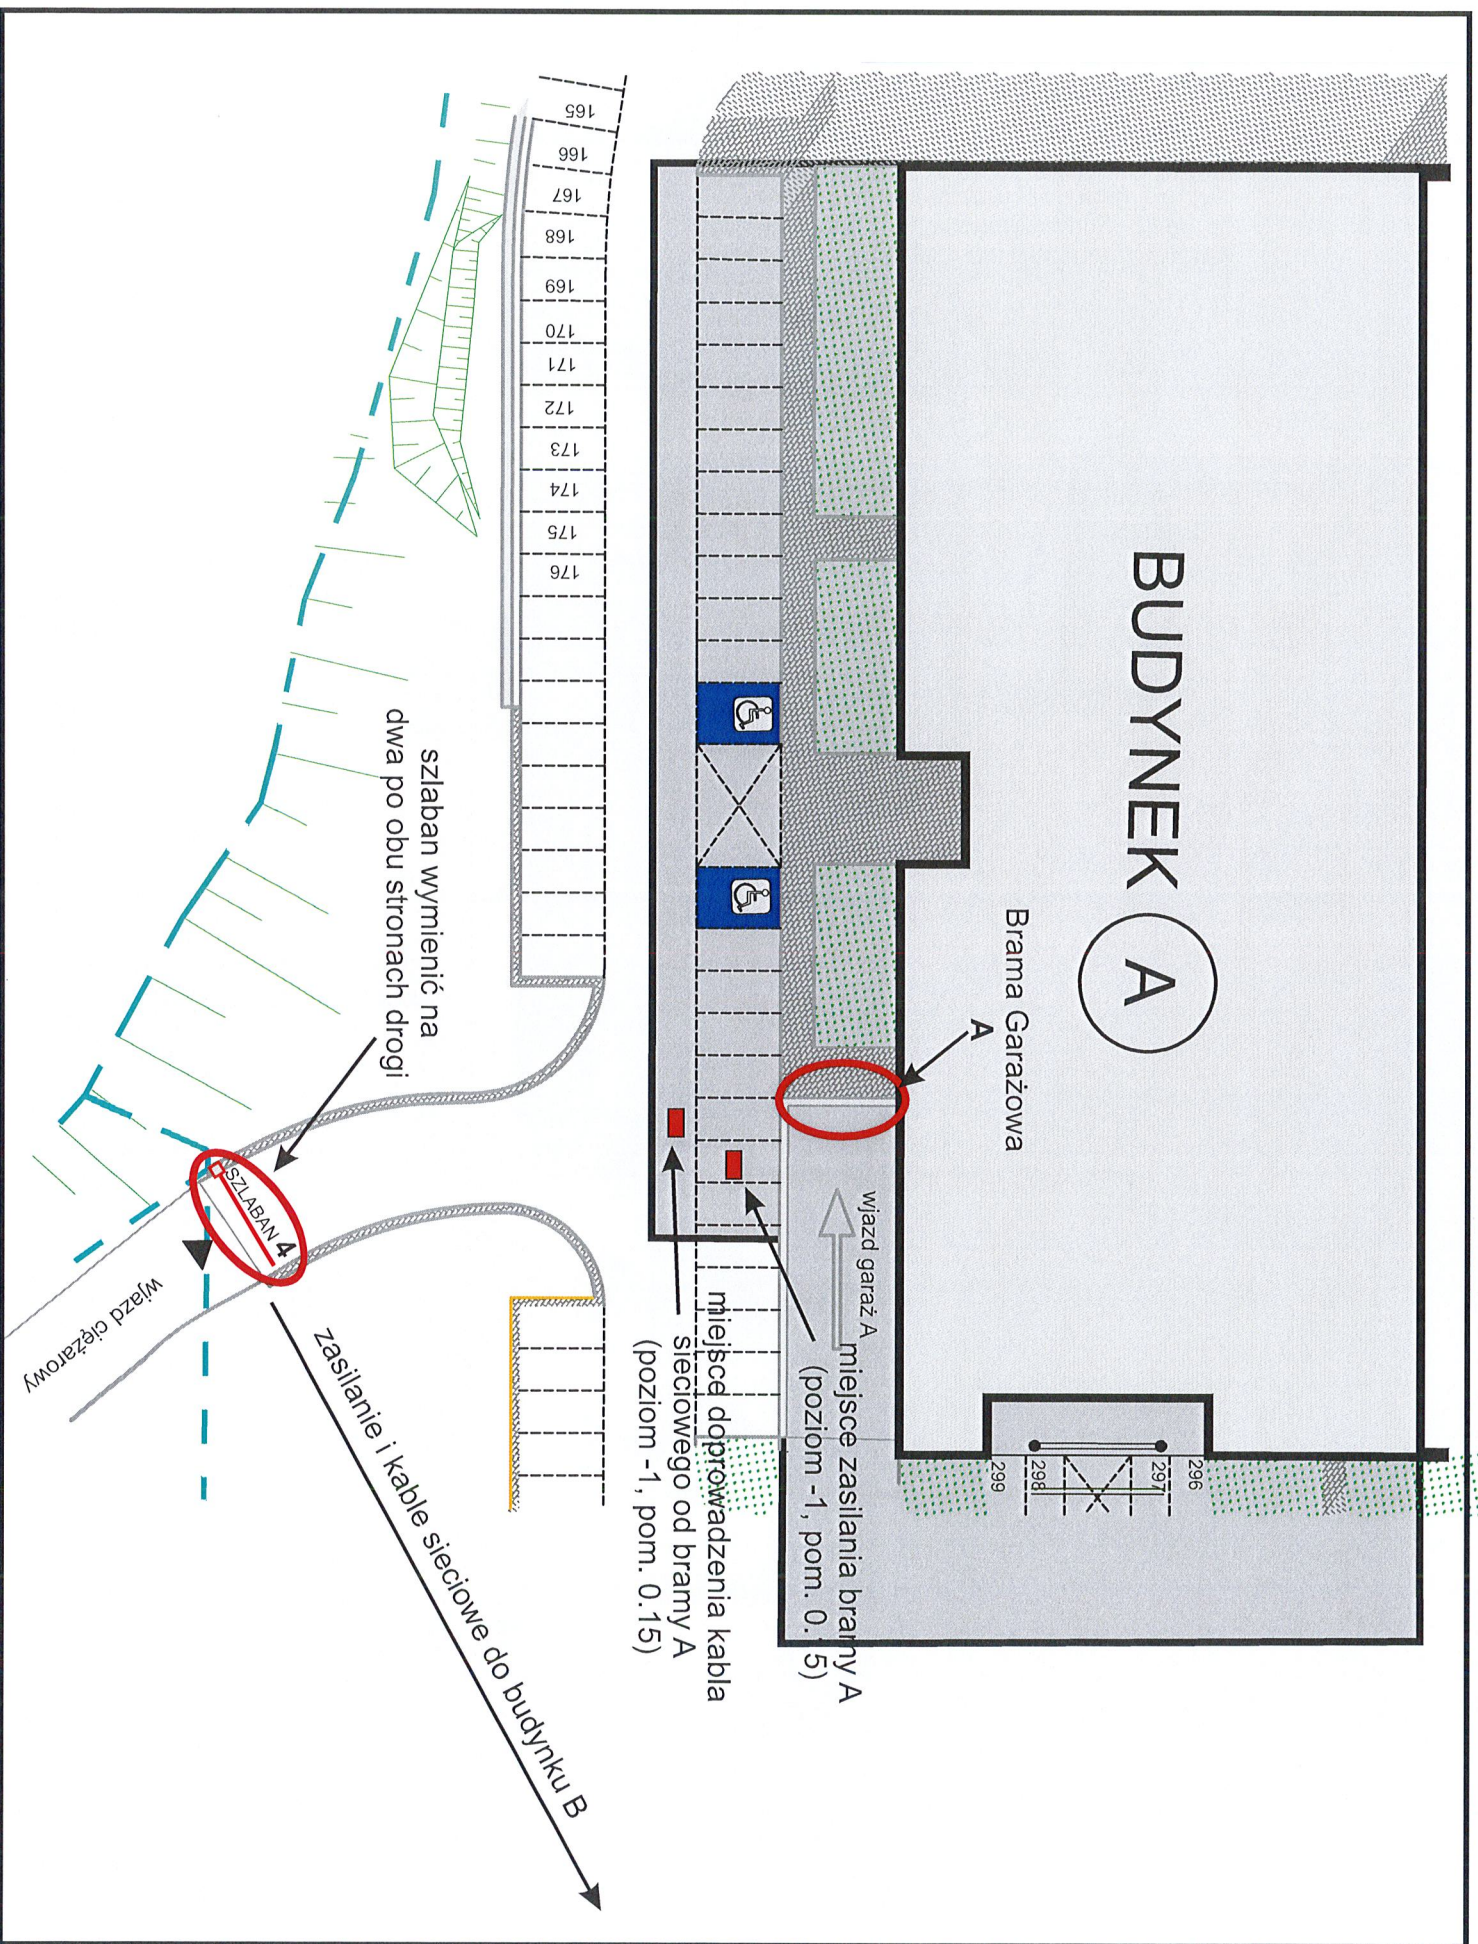 BUDYNEK
A
Brama Garażowa
A
wjazd garaż A
miejsce zasilania bramy A
(poziom -1, pom. 0.15)
miejsce doprowadzenia kabla
sieciowego od bramy A
(poziom -1, pom. 0.15)
296
297
298
299
165
166
167
168
169
170
171
172
173
174
175
176
szlaban wymienić na
dwa po obu stronach drogi
SZLABAN 4
wjazd ciężarowy
zasilanie i kable sieciowe do budynku B